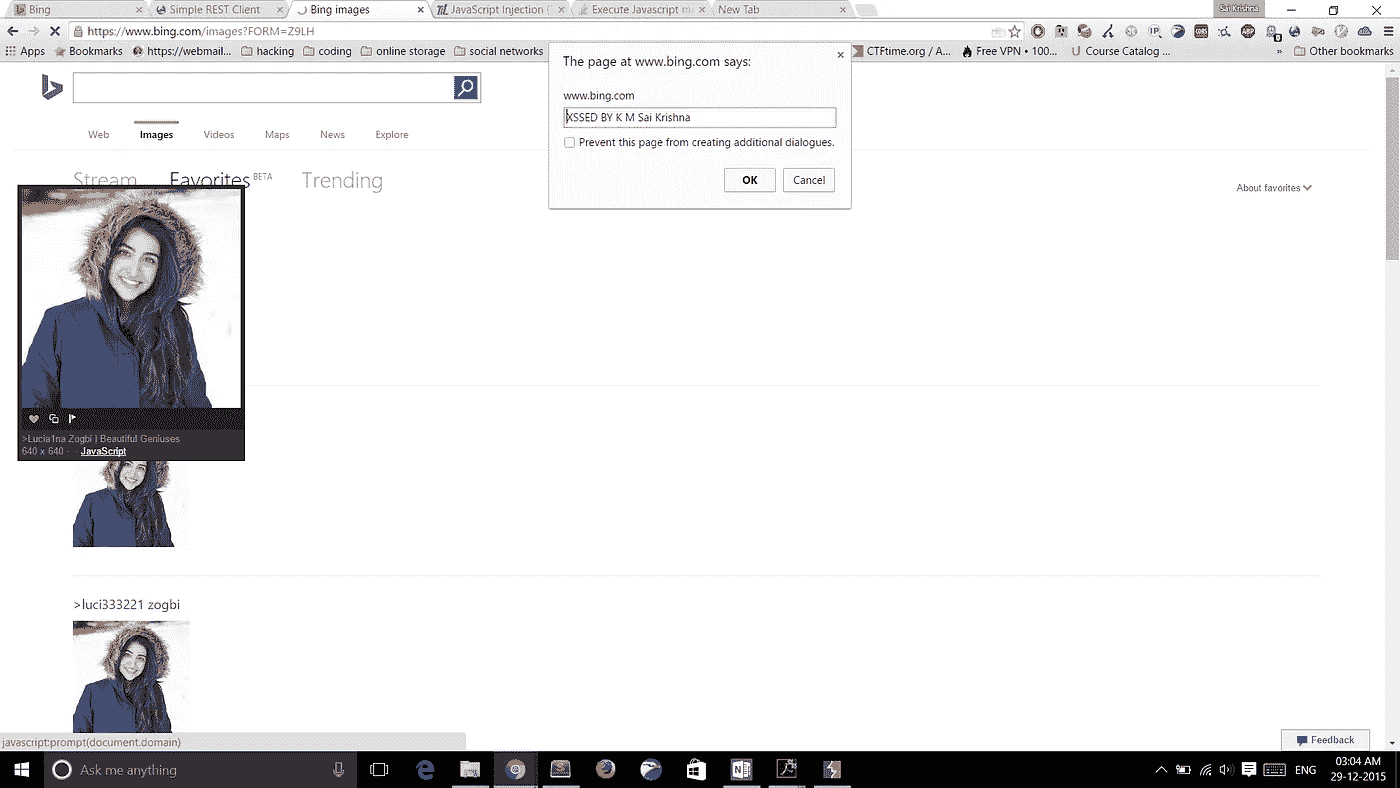 Bing
Simple REST Client
Bing images
JavaScript Injection (
Execute Javascript m
New Tab
Sai Krishna
https://www.bing.com/images?FORM=Z9LH
Apps
Bookmarks
https://webmail...
hacking
coding
online storage
social networks
CTFtime.org / A...
Free VPN • 100...
Course Catalog ...
»
Other bookmarks
The page at www.bing.com says:
www.bing.com
XSSED BY K M Sai Krishna
Prevent this page from creating additional dialogues.
OK
Cancel
Web
Images
Videos
Maps
News
Explore
Stream
Favorites BETA
Trending
About favorites
>Lucia1na Zogbi | Beautiful Geniuses
640 x 640 - · JavaScript
>luci333221 zogbi
javascript:prompt(document.domain)
Feedback
Ask me anything
ENG
03:04 AM
29-12-2015